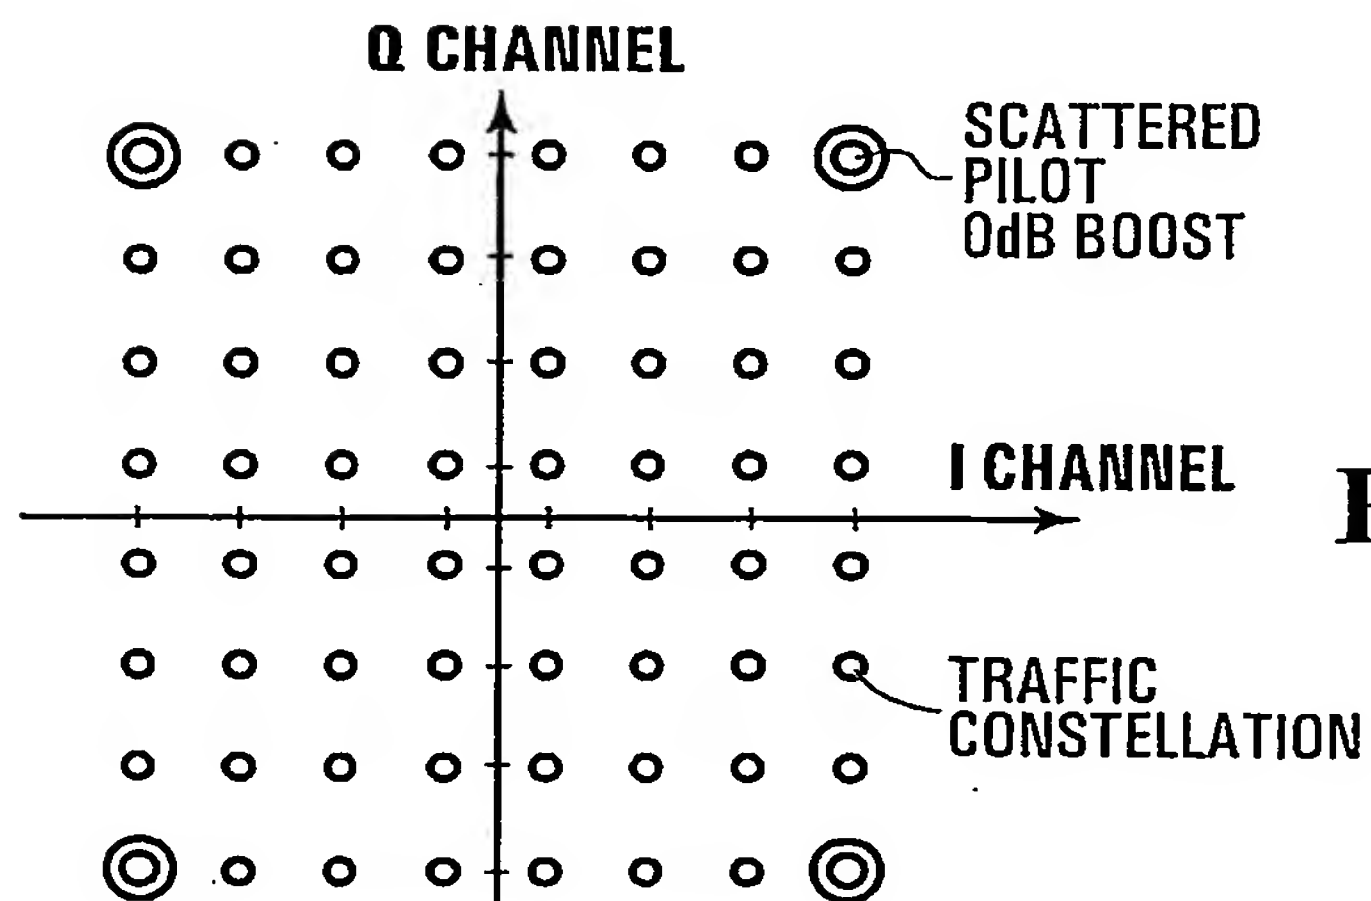 Q CHANNEL
SCATTERED
PILOT
0dB BOOST
I CHANNEL
TRAFFIC
CONSTELLATION